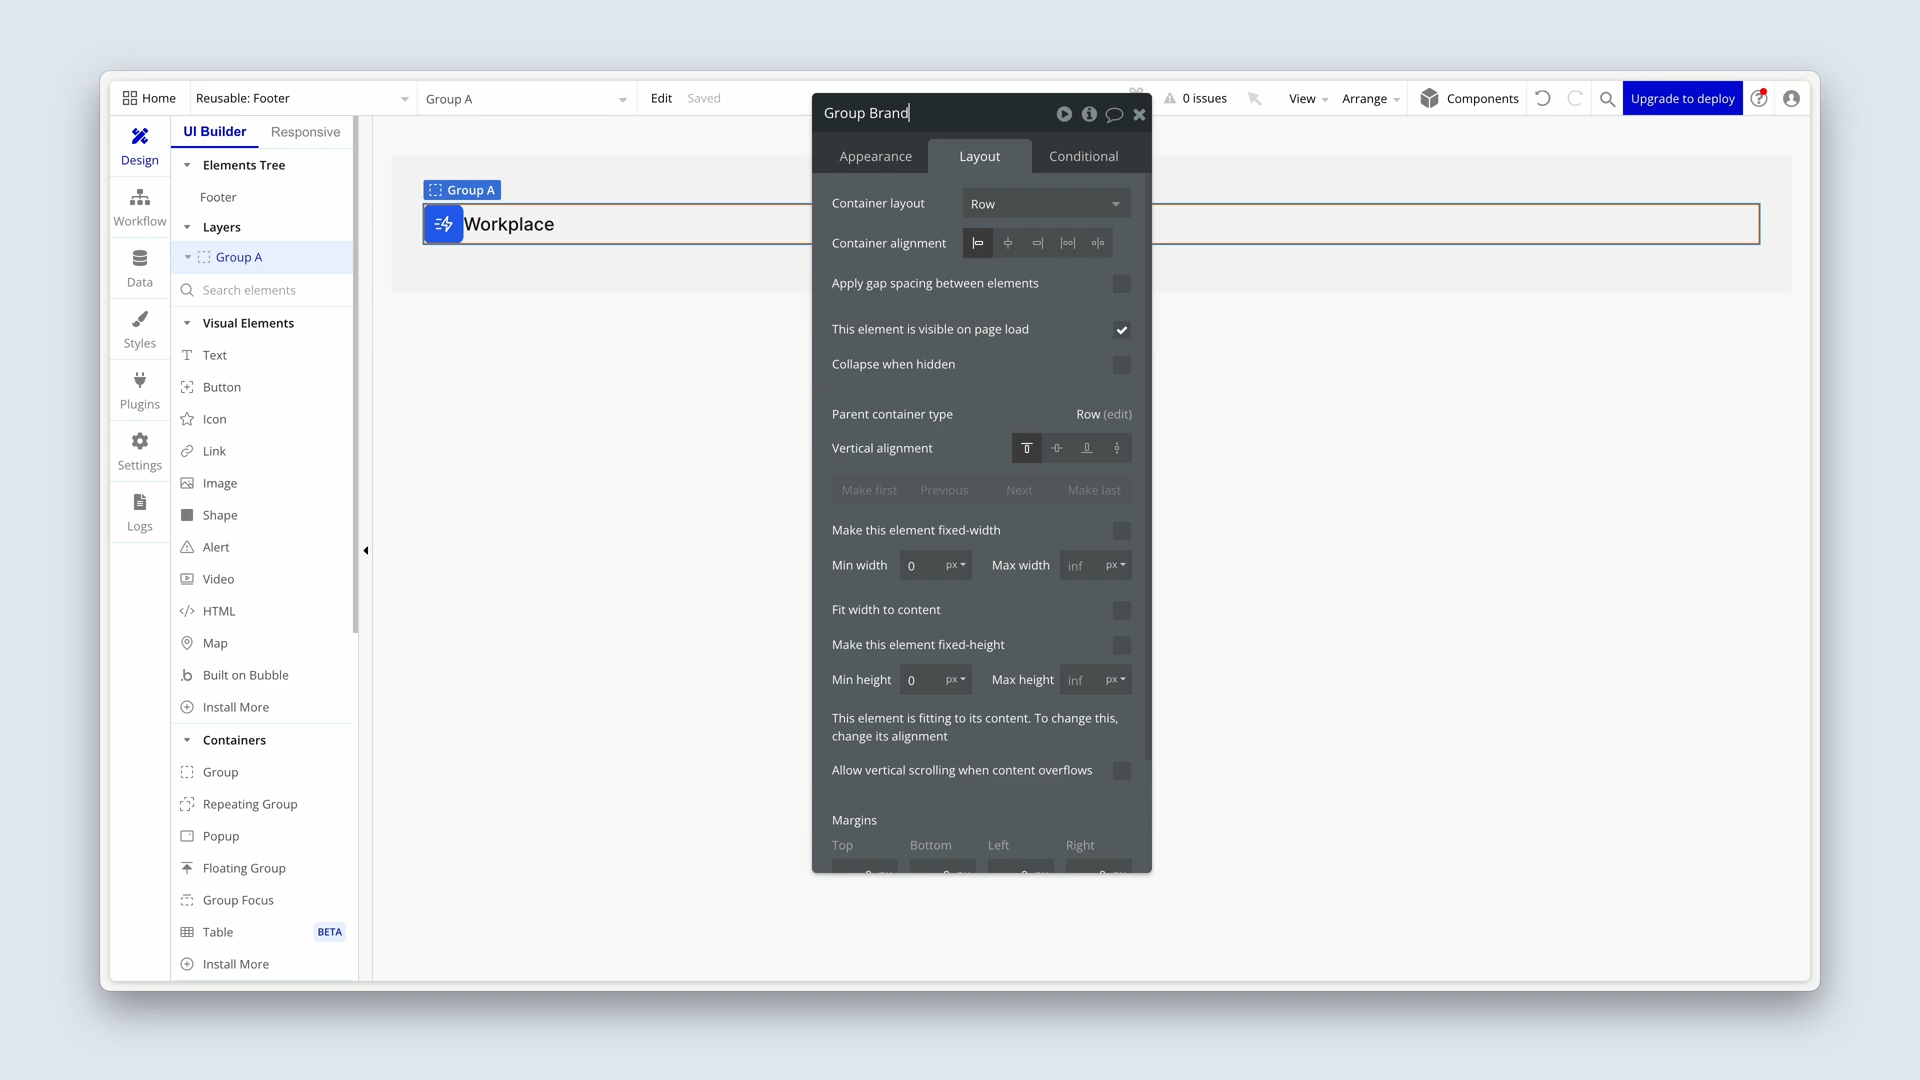 Home
Reusable: Footer
Group A
Edit
Saved
0 issues
View
Arrange
Components
Upgrade to deploy
Design
Workflow
Data
Styles
Plugins
Settings
Logs
UI Builder
Responsive
Elements Tree
Footer
Layers
Group A
Search elements
Visual Elements
Text
Button
Icon
Link
Image
Shape
Alert
Video
HTML
Map
Built on Bubble
Install More
Containers
Group
Repeating Group
Popup
Floating Group
Group Focus
Table BETA
Install More
Group A
Workplace
Group Brand
Appearance
Layout
Conditional
Container layout Row
Container alignment
Apply gap spacing between elements
This element is visible on page load
Collapse when hidden
Parent container type Row (edit)
Vertical alignment
Make first Previous Next Make last
Make this element fixed-width
Min width 0 px Max width inf px
Fit width to content
Make this element fixed-height
Min height 0 px Max height inf px
This element is fitting to its content. To change this,
change its alignment
Allow vertical scrolling when content overflows
Margins
Top Bottom Left Right